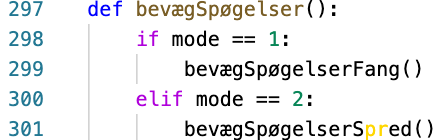 297 def bevægSpøgelser():
298 if mode == 1:
299 bevægSpøgelserFang()
300 elif mode == 2:
301 bevægSpøgelserSpred()